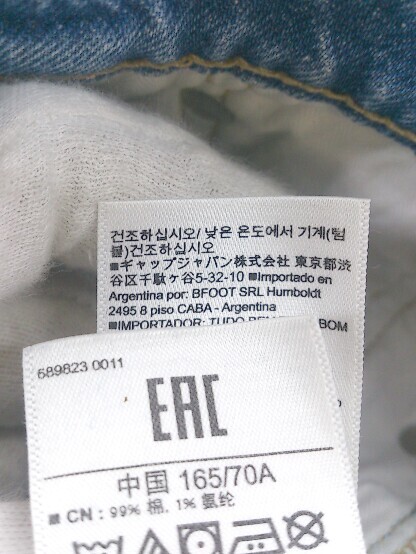 건조하십시오/ 낮은 온도에서 기계(텀
블)건조하십시오
■ギャップジャパン株式会社 東京都渋
谷区千駄ヶ谷5-32-10 ■Importado en
Argentina por: BFOOT SRL Humboldt
2495 8 piso CABA - Argentina
■IMPORTADOR: TUDO BOM
689823 0011
EAC
中国 165/70A
■ CN : 99% 棉, 1% 氨纶